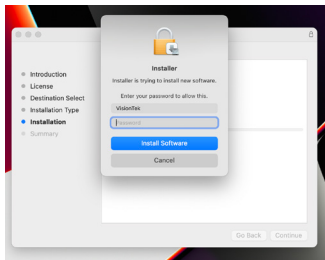 Introduction
License
Destination Select
Installation Type
Installation
Summary
Installer
Installer is trying to install new software.
Enter your password to allow this.
VisionTek
Password
Install Software
Cancel
Go Back
Continue